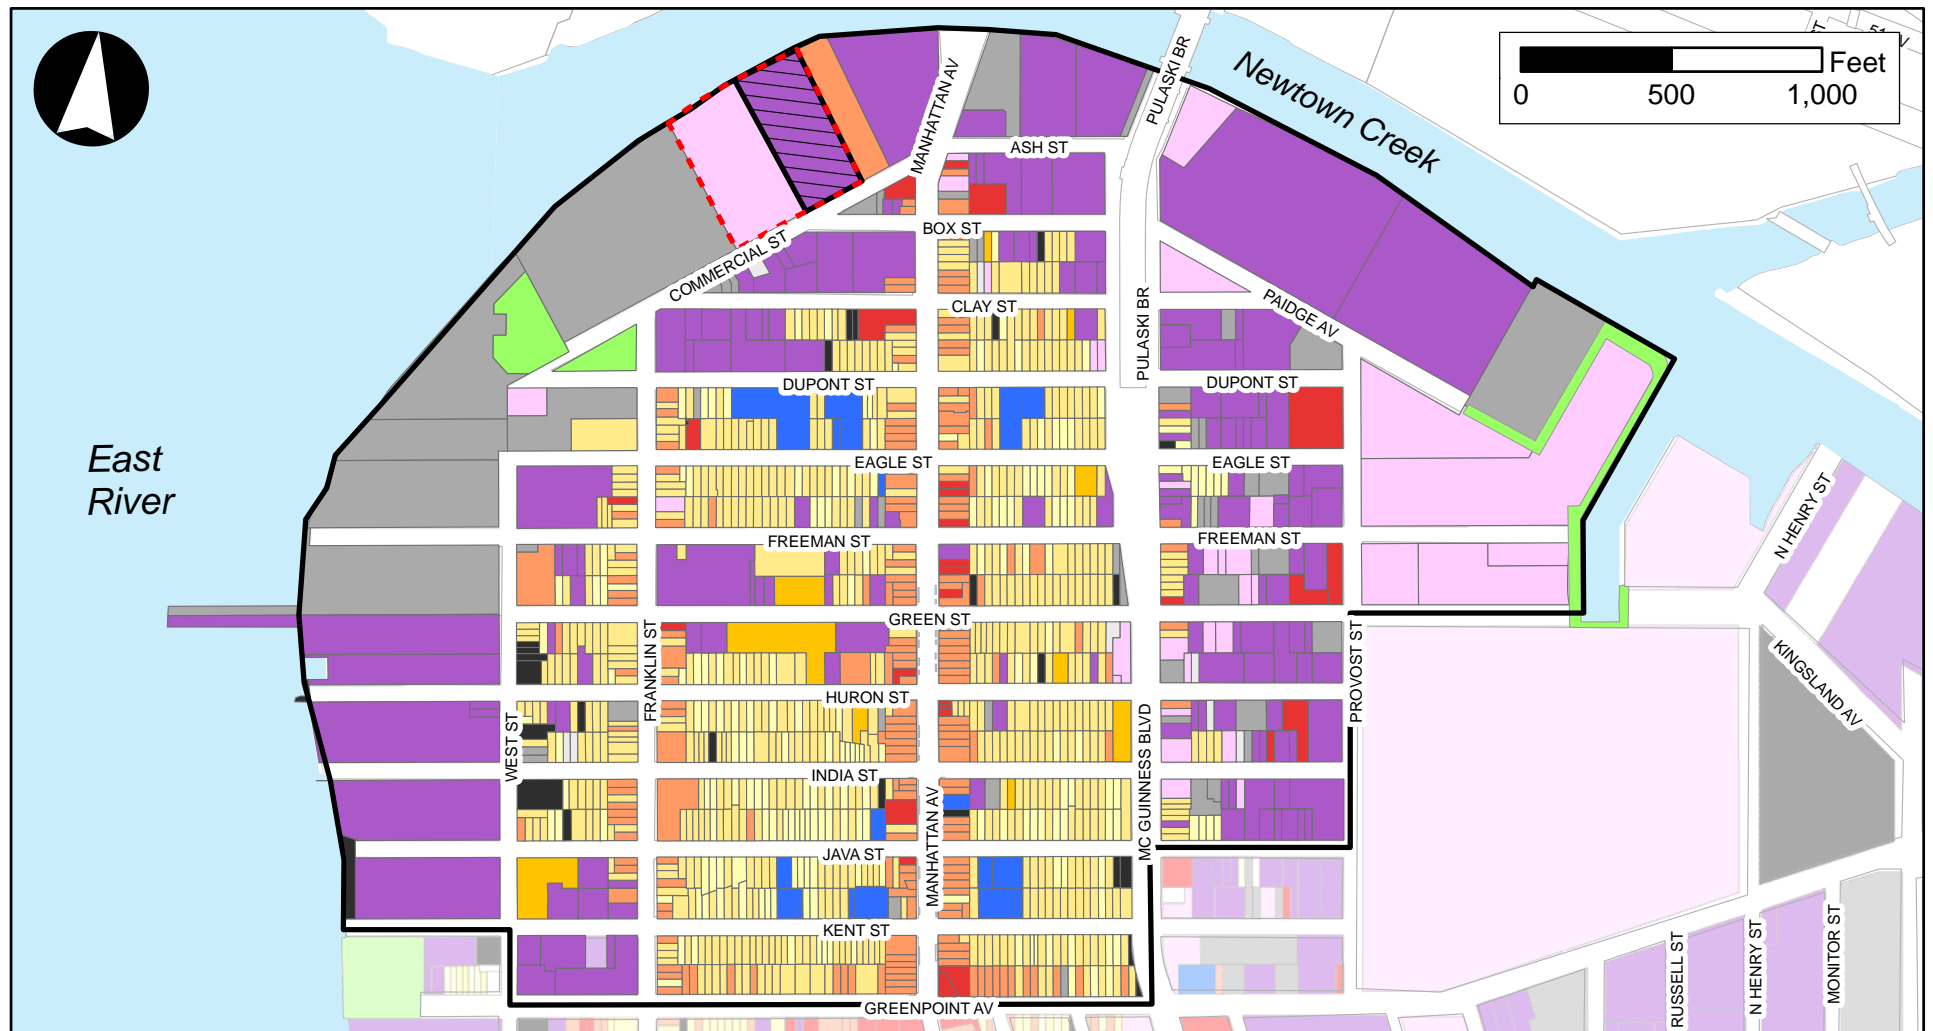 Feet
0 500 1,000
Newtown Creek
PULASKI BR
MANHATTAN AV
ASH ST
BOX ST
COMMERCIAL ST
CLAY ST
PAIDGE AV
PULASKI BR
DUPONT ST
DUPONT ST
East
River
EAGLE ST
EAGLE ST
N HENRY ST
FREEMAN ST
FREEMAN ST
GREEN ST
FRANKLIN ST
PROVOST ST
KINGSLAND AV
HURON ST
WEST ST
MC GUINNESS BLVD
INDIA ST
MANHATTAN AV
JAVA ST
KENT ST
RUSSELL ST
N HENRY ST
MONITOR ST
GREENPOINT AV